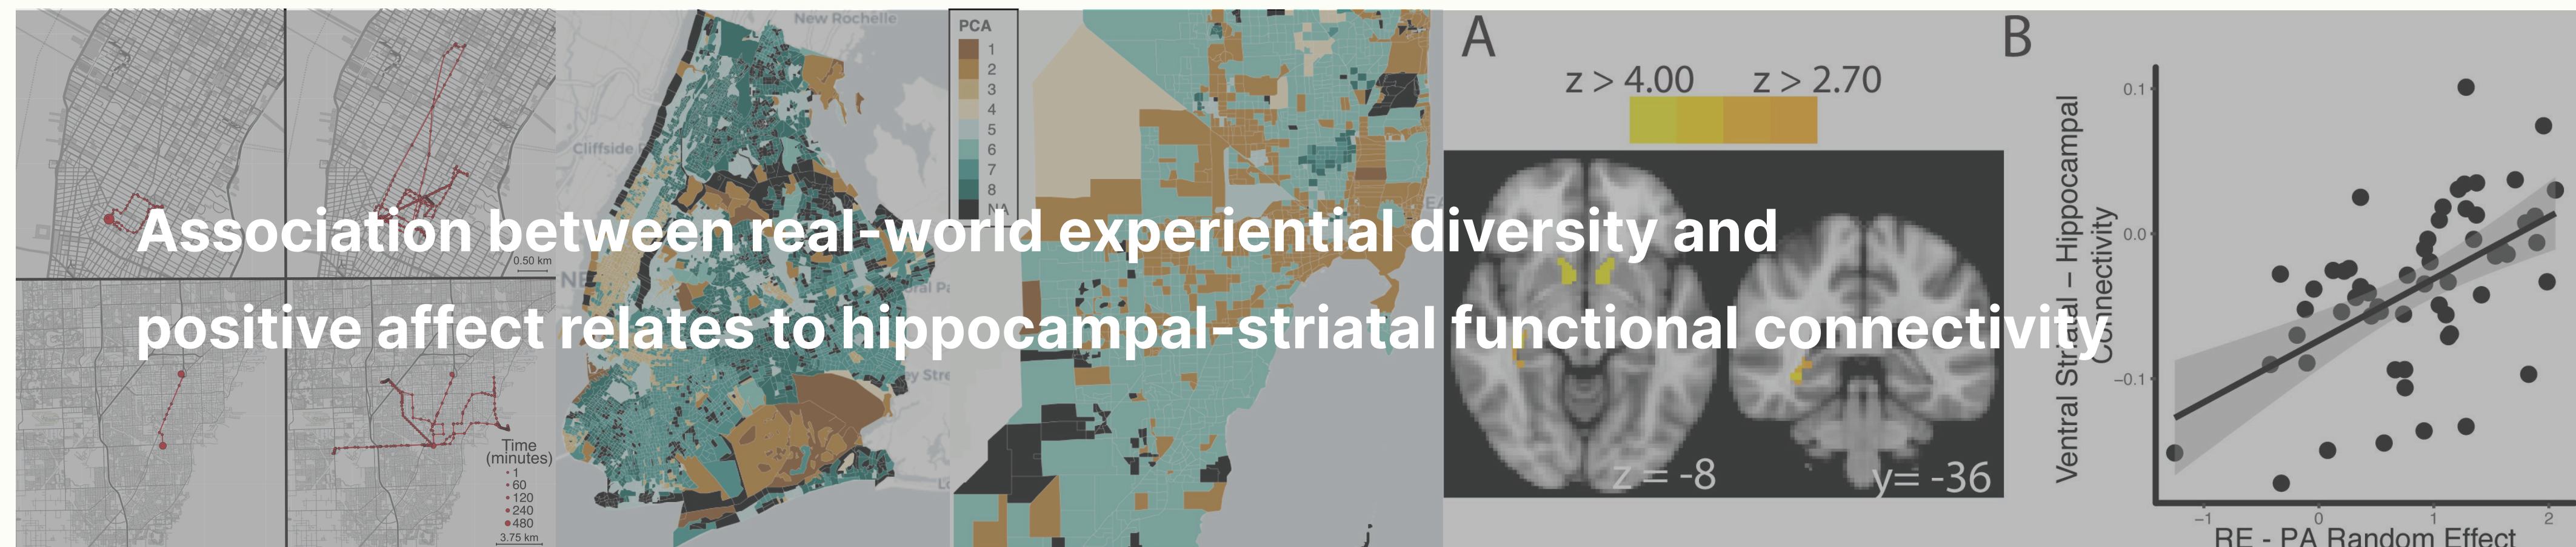 Association between real-world experiential diversity and
positive affect relates to hippocampal-striatal functional connectivity
0.50 km
Time
(minutes)
1
60
120
240
480
3.75 km
New Rochelle
Cliffside
PCA
1
2
3
4
5
6
7
8
NA
A
z > 4.00
z > 2.70
z = -8
y= -36
B
Ventral Striatal – Hippocampal
Connectivity
0.1
0.0
−0.1
−1
0
1
2
RE - PA Random Effect